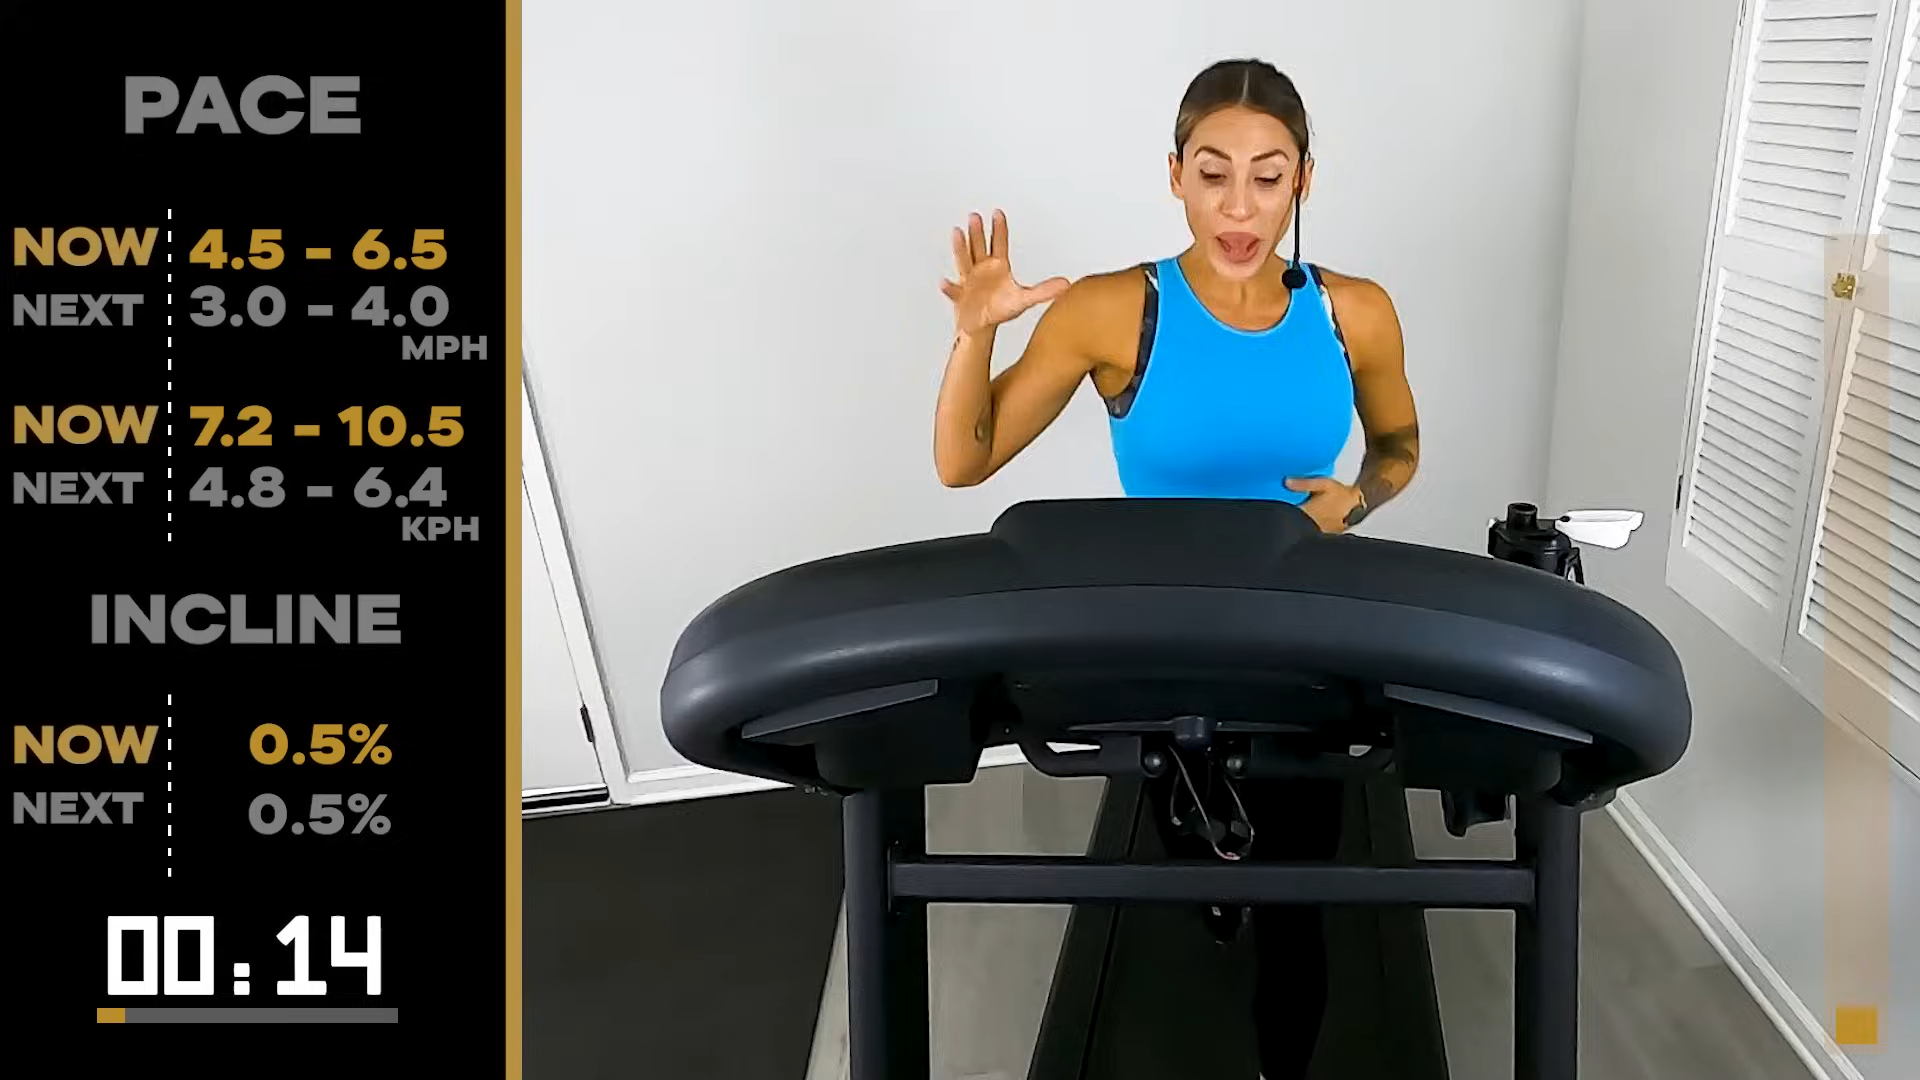 PACE
NOW 4.5 - 6.5
NEXT 3.0 - 4.0
MPH
NOW 7.2 - 10.5
NEXT 4.8 - 6.4
KPH
INCLINE
NOW 0.5%
NEXT 0.5%
00:14